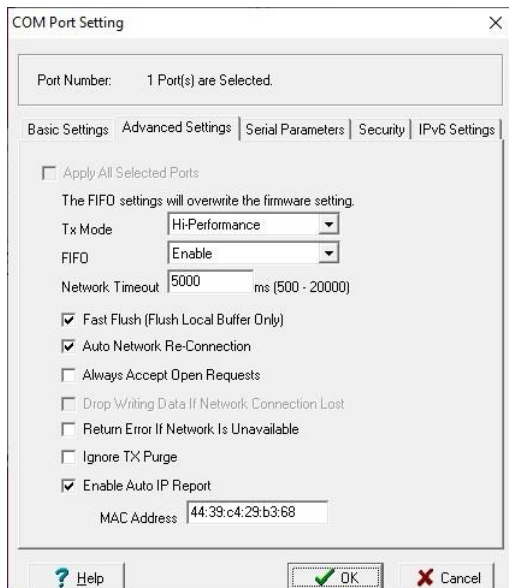 COM Port Setting
Port Number: 1 Port(s) are Selected.
Basic Settings Advanced Settings Serial Parameters Security IPv6 Settings
Apply All Selected Ports
The FIFO settings will overwrite the firmware setting.
Tx Mode Hi-Performance
FIFO Enable
Network Timeout 5000 ms (500 - 20000)
Fast Flush (Flush Local Buffer Only)
Auto Network Re-Connection
Always Accept Open Requests
Drop Writing Data If Network Connection Lost
Return Error If Network Is Unavailable
Ignore TX Purge
Enable Auto IP Report
MAC Address 44:39:c4:29:b3:68
? Help OK Cancel